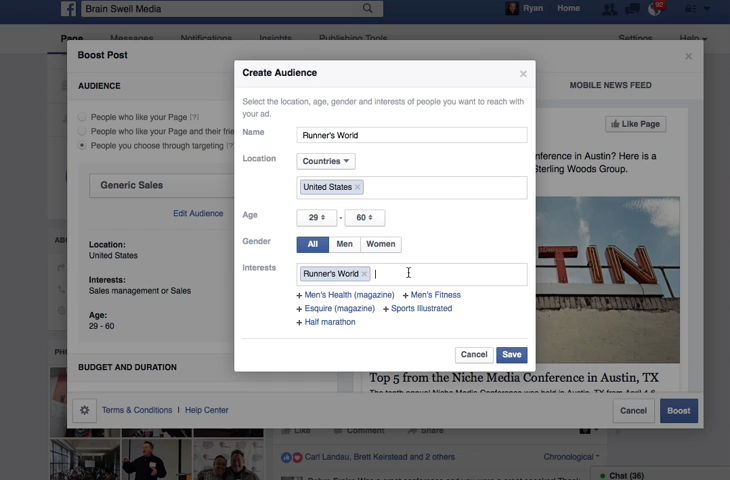 Brain Swell Media
Ryan Home 92
Page Messages Notifications Insights Publishing Tools Settings Help
Boost Post
AUDIENCE
People who like your Page [?]
People who like your Page and their frie
People you choose through targeting [?
Generic Sales
Edit Audience
Location:
United States
Interests:
Sales management or Sales
Age:
29 - 60
BUDGET AND DURATION
Terms & Conditions | Help Center
Cancel
Boost
Create Audience
Select the location, age, gender and interests of people you want to reach with
your ad.
Name
Runner's World
Location
Countries
United States
Age
29 - 60
Gender
All Men Women
Interests
Runner's World
+ Men's Health (magazine) + Men's Fitness
+ Esquire (magazine) + Sports Illustrated
+ Half marathon
Cancel Save
MOBILE NEWS FEED
Like Page
nference in Austin? Here is a
Sterling Woods Group.
TIN
Top 5 from the Niche Media Conference in Austin, TX
Like Comment Share
Carl Landau, Brett Keirstead and 2 others
Chronological
Chat (36)